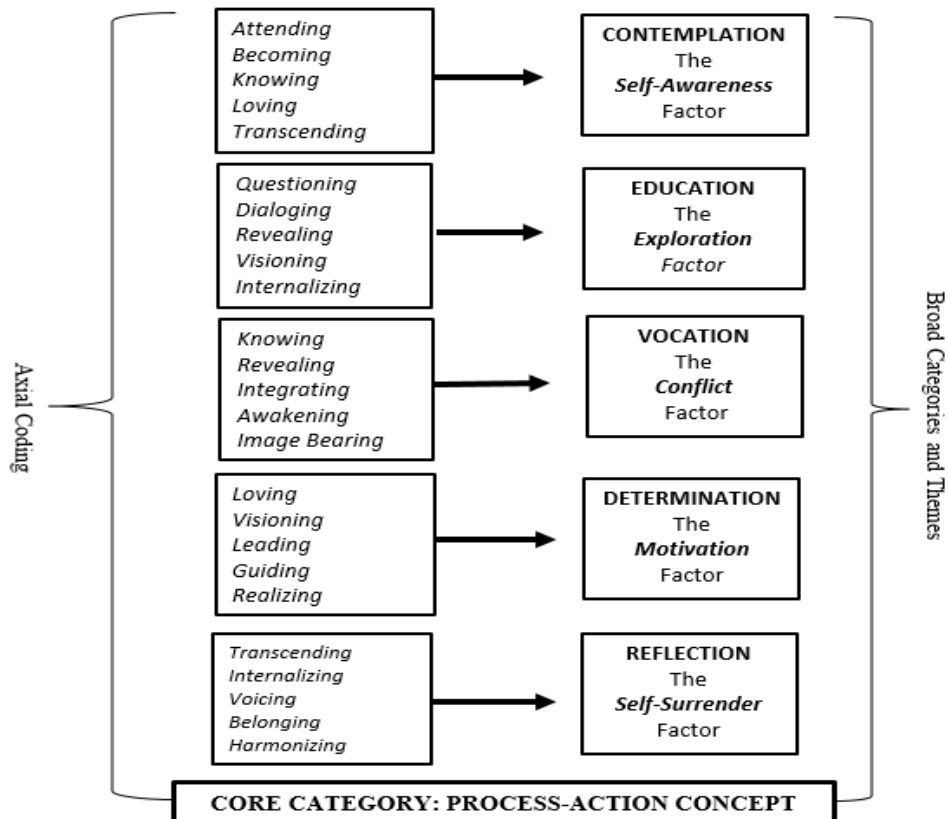 Axial Coding
Attending
Becoming
Knowing
Loving
Transcending
CONTEMPLATION
The
Self-Awareness
Factor
Questioning
Dialoging
Revealing
Visioning
Internalizing
EDUCATION
The
Exploration
Factor
Knowing
Revealing
Integrating
Awakening
Image Bearing
VOCATION
The
Conflict
Factor
Loving
Visioning
Leading
Guiding
Realizing
DETERMINATION
The
Motivation
Factor
Transcending
Internalizing
Voicing
Belonging
Harmonizing
REFLECTION
The
Self-Surrender
Factor
Broad Categories and Themes
CORE CATEGORY: PROCESS-ACTION CONCEPT